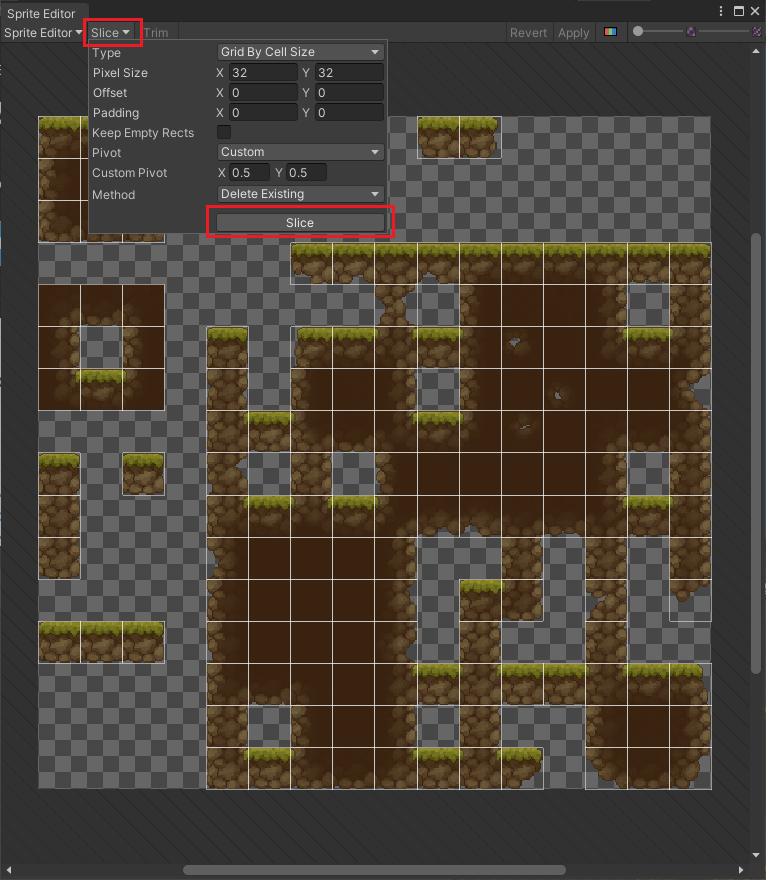 Sprite Editor
Sprite Editor Slice Trim Revert Apply
Type Grid By Cell Size
Pixel Size X 32 Y 32
Offset X 0 Y 0
Padding X 0 Y 0
Keep Empty Rects
Pivot Custom
Custom Pivot X 0.5 Y 0.5
Method Delete Existing
Slice